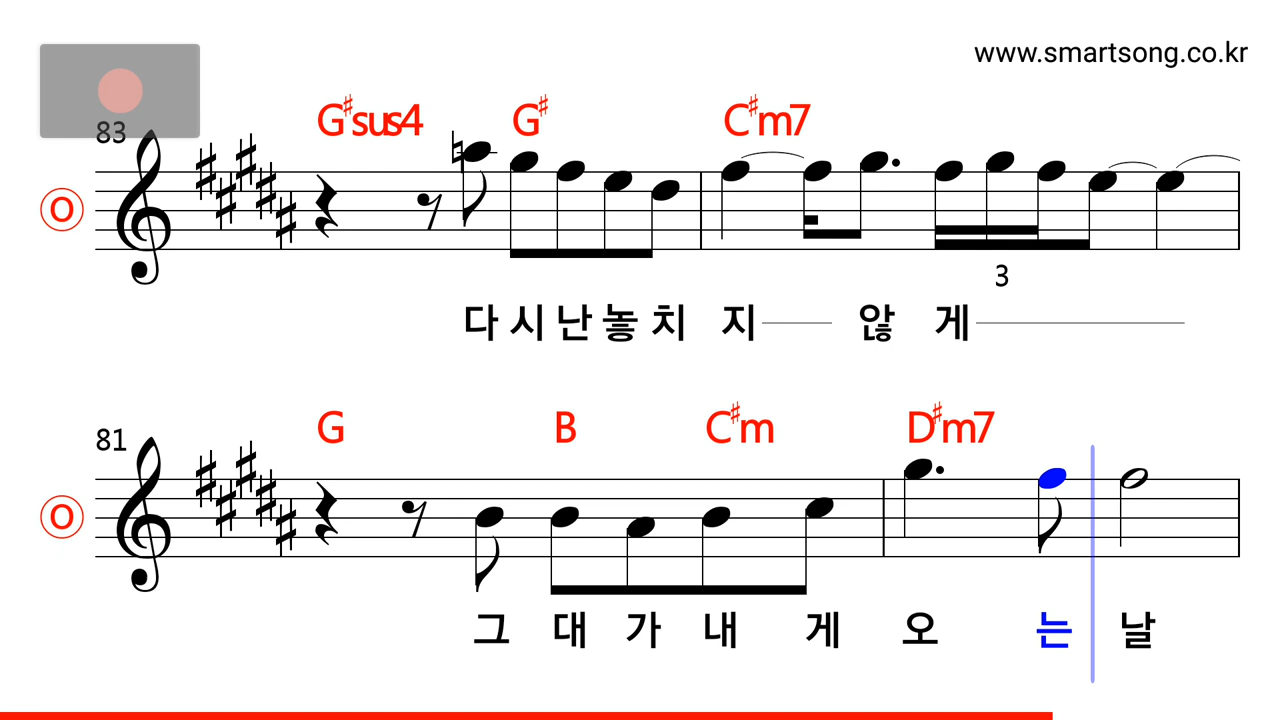 www.smartsong.co.kr
83
G♯sus4 G♯ C♯m7
O
3
다 시 난 놓 치 지 않 게
81
G B C♯m D♯m7
O
그 대 가 내 게 오 는 날